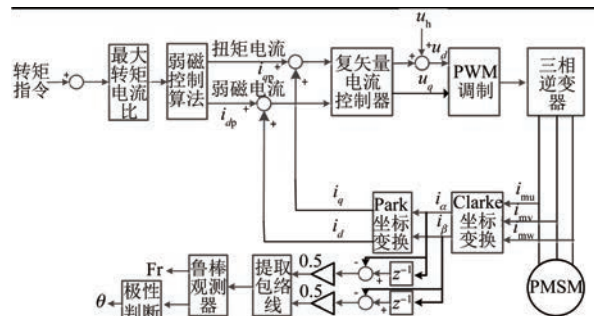 u_h
转矩
指令
+
最大
转矩
电流
比
弱磁
控制
算法
扭矩电流
i_qp
弱磁电流
i_dp
+
+
+
+
复矢量
电流
控制器
+
+
u_d
u_q
PWM
调制
三相
逆变
器
i_q
i_d
Park
坐标
变换
i_α
i_β
Clarke
坐标
变换
i_mu
i_mv
i_mw
PMSM
θ
极性
判断
Fr
鲁棒
观测
器
提取
包络
线
0.5
0.5
-
+
-
+
z⁻¹
z⁻¹